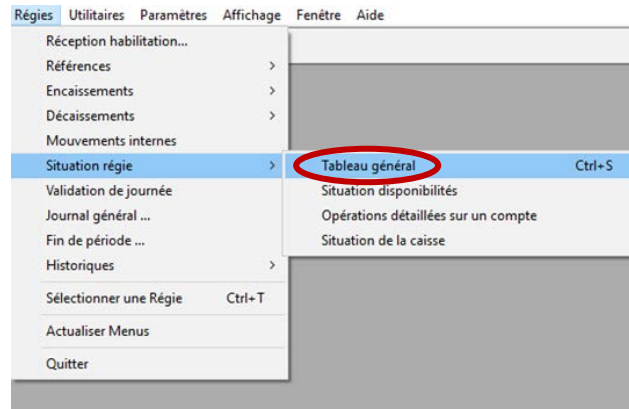 Régies Utilitaires Paramètres Affichage Fenêtre Aide
Réception habilitation...
Références >
Encaissements >
Décaissements >
Mouvements internes
Situation régie >
Tableau général Ctrl+S
Validation de journée
Situation disponibilités
Journal général ...
Opérations détaillées sur un compte
Fin de période ...
Situation de la caisse
Historiques >
Sélectionner une Régie Ctrl+T
Actualiser Menus
Quitter